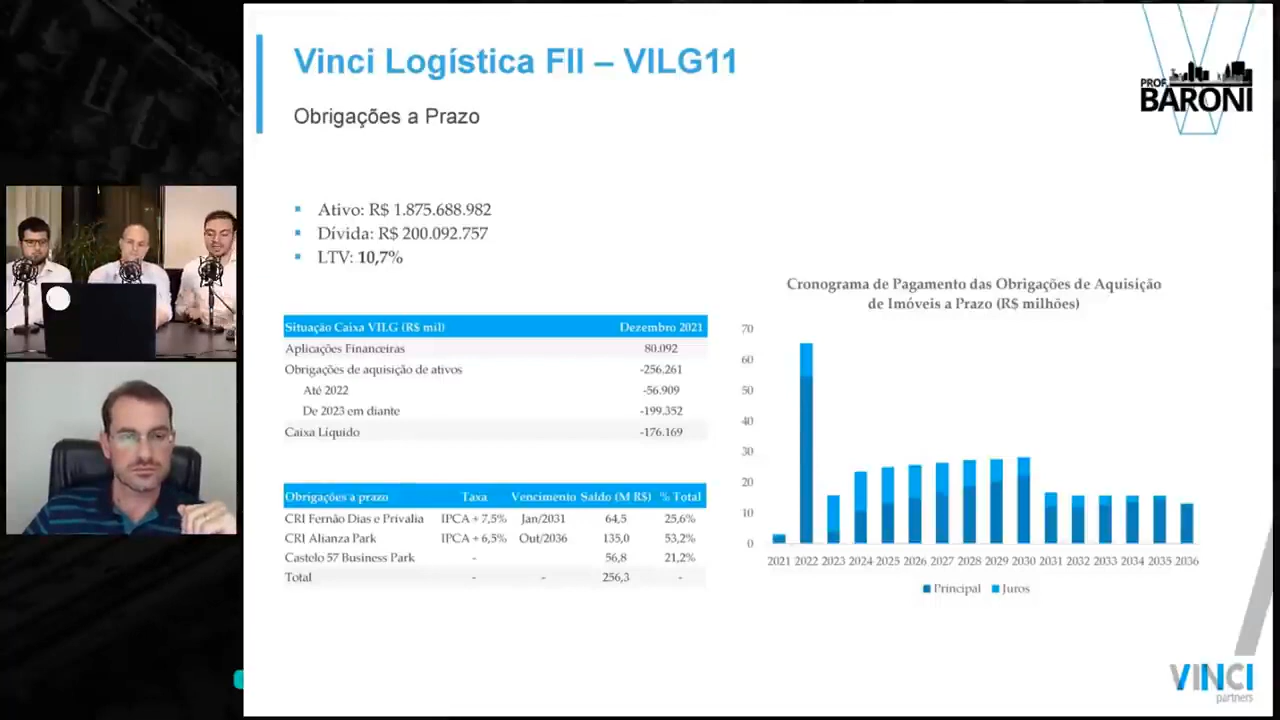 Vinci Logística FII – VILG11
PROF.
BARONI
Obrigações a Prazo
Ativo: R$ 1.875.688.982
Dívida: R$ 200.092.757
LTV: 10,7%
Situação Caixa VILG (R$ mil) Dezembro 2021
Aplicações Financeiras 80.092
Obrigações de aquisição de ativos -256.261
Até 2022 -56.909
De 2023 em diante -199.352
Caixa Líquido -176.169
Obrigações a prazo Taxa Vencimento Saldo (M R$) % Total
CRI Fernão Dias e Privalia IPCA + 7,5% Jan/2031 64,5 25,6%
CRI Alianza Park IPCA + 6,5% Out/2036 135,0 53,2%
Castelo 57 Business Park - 56,8 21,2%
Total - - 256,3 -
Cronograma de Pagamento das Obrigações de Aquisição
de Imóveis a Prazo (R$ milhões)
70
60
50
40
30
20
10
0
2021 2022 2023 2024 2025 2026 2027 2028 2029 2030 2031 2032 2033 2034 2035 2036
Principal Juros
VINCI
partners